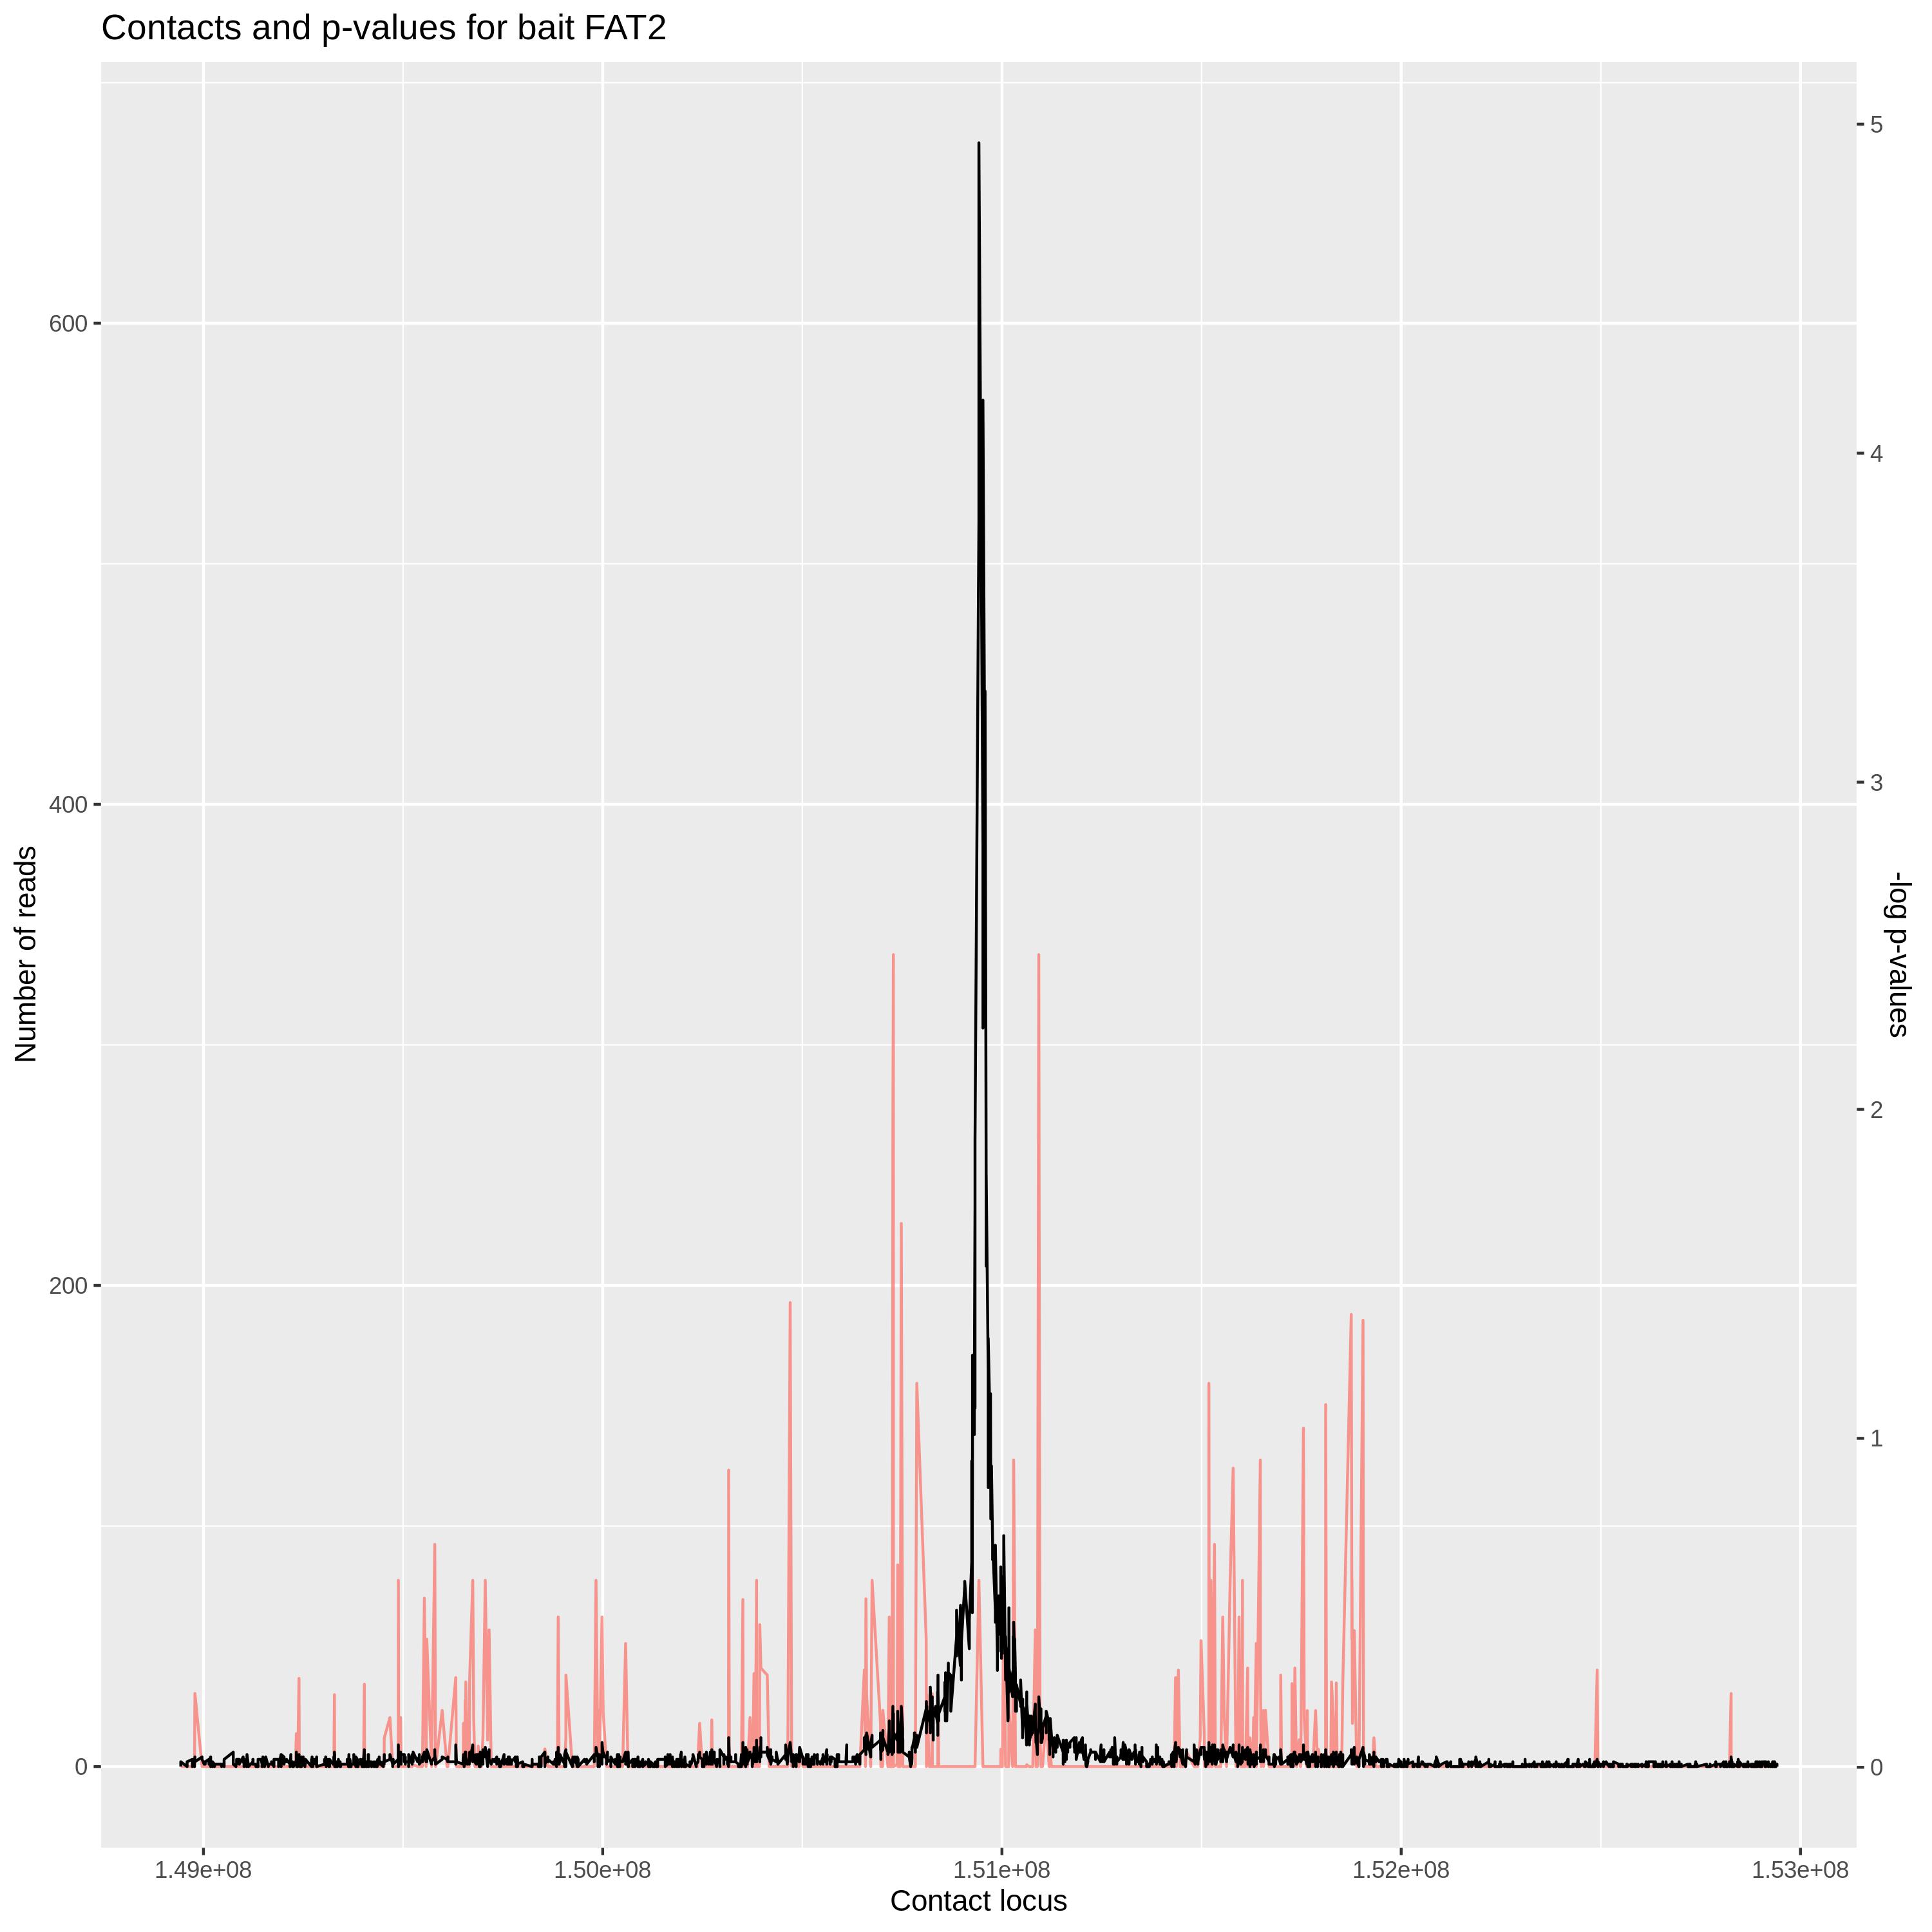 Contacts and p-values for bait FAT2
Number of reads
600
400
200
0
5
4
3
2
1
0
-log p-values
1.49e+08
1.50e+08
1.51e+08
1.52e+08
1.53e+08
Contact locus